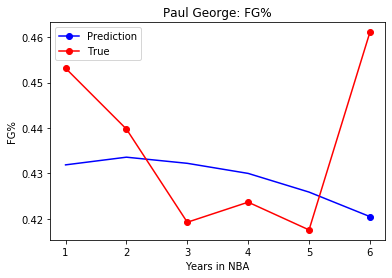 Paul George: FG%
Prediction
True
FG%
0.46
0.45
0.44
0.43
0.42
1 2 3 4 5 6
Years in NBA